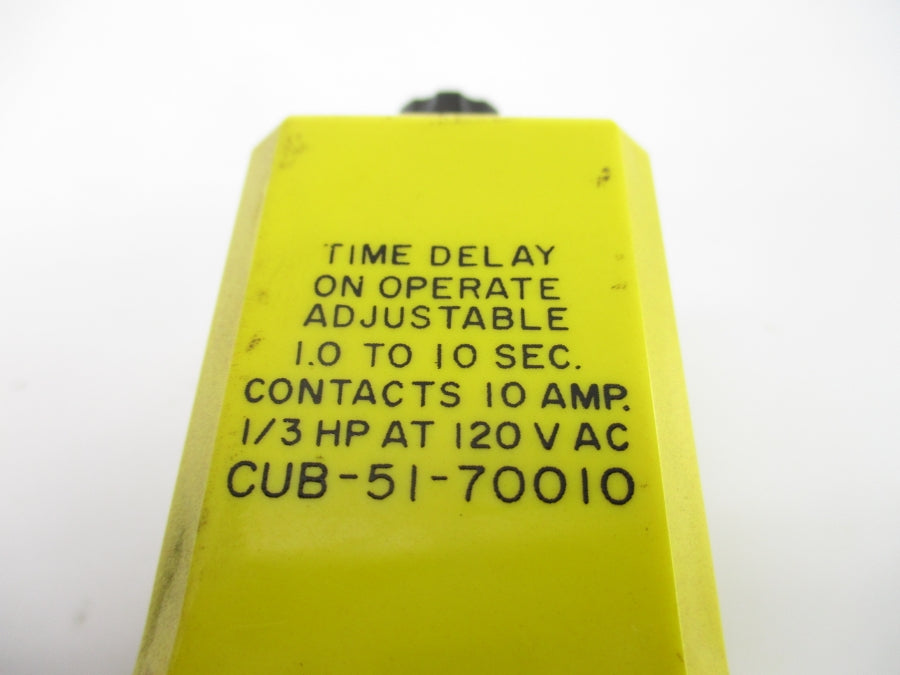 TIME DELAY
ON OPERATE
ADJUSTABLE
1.0 TO 10 SEC.
CONTACTS 10 AMP.
1/3 HP AT 120 V AC
CUB-51-70010